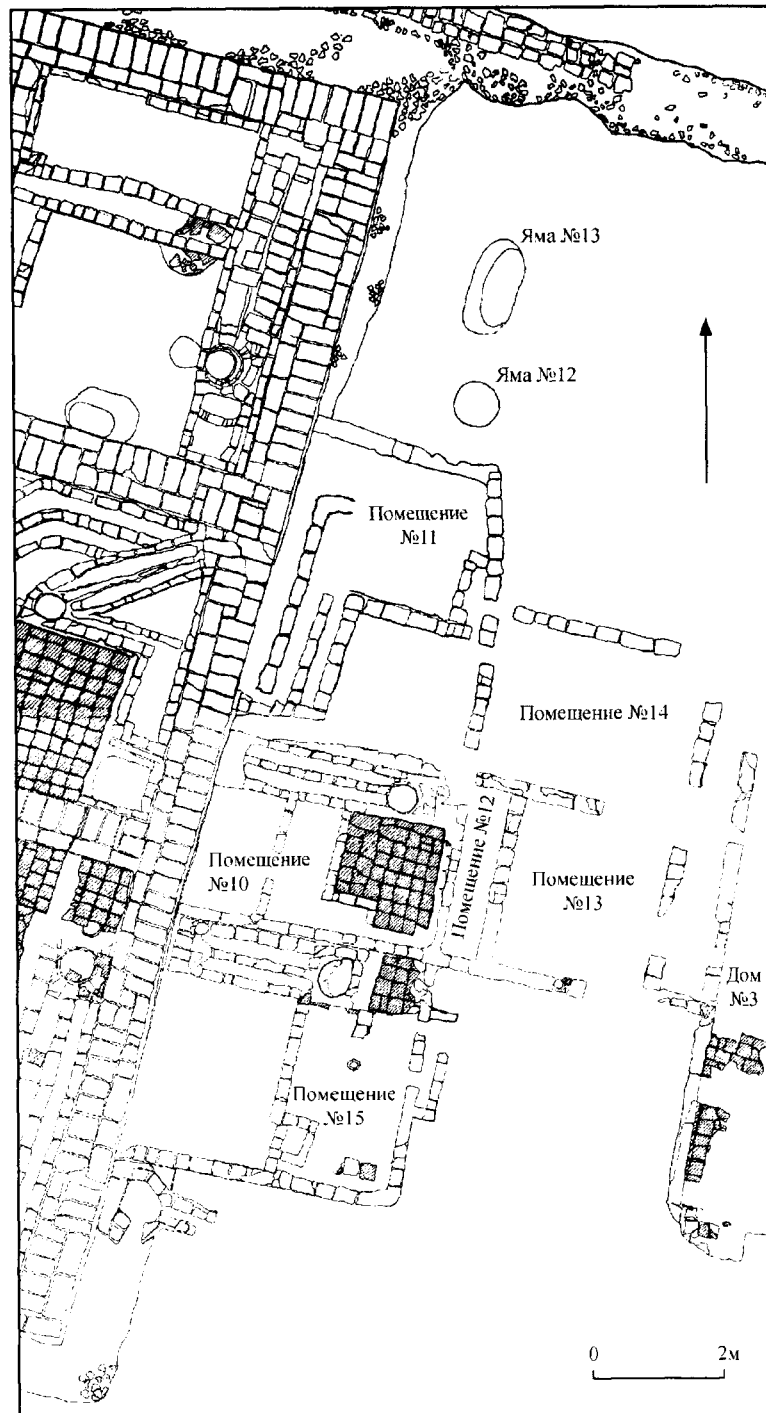 Яма №13
Яма №12
Помещение
№11
Помещение №14
Помещение №12
Помещение
№10
Помещение
№13
Дом
№3
Помещение
№15
0 2м